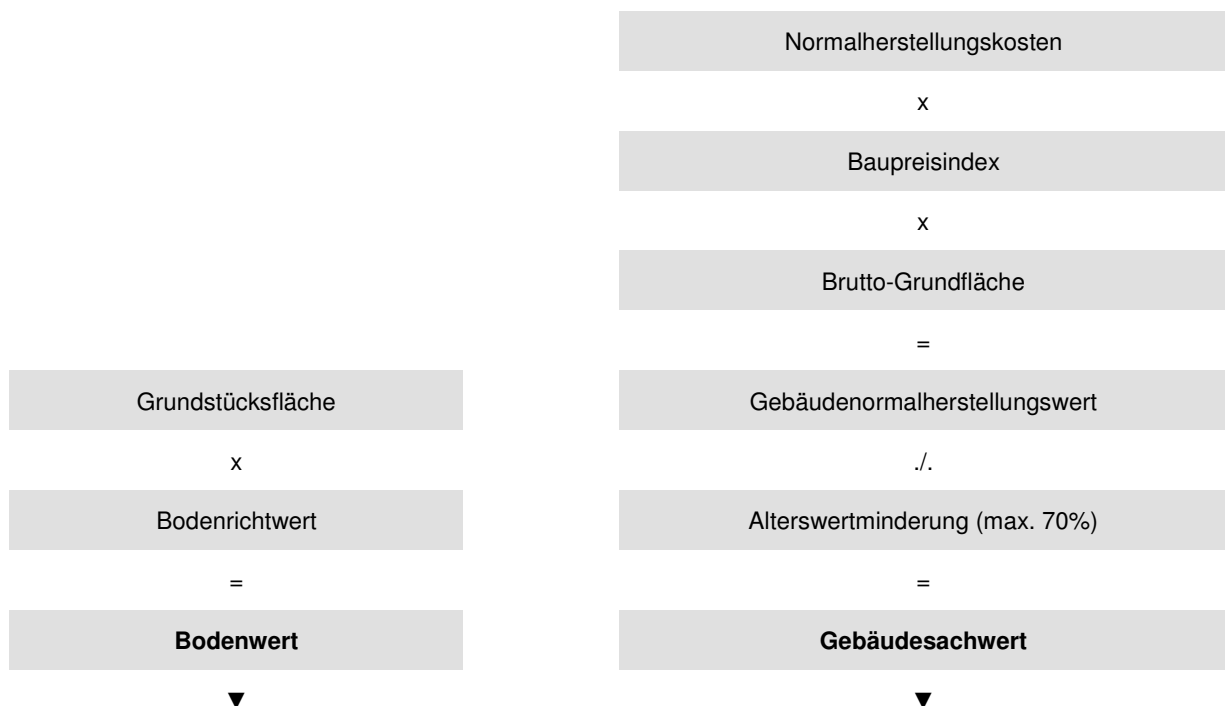 Normalherstellungskosten
x
Baupreisindex
x
Brutto-Grundfläche
=
Grundstücksfläche
x
Bodenrichtwert
=
Bodenwert
▼
Gebäudenormalherstellungswert
./.
Alterswertminderung (max. 70%)
=
Gebäudesachwert
▼